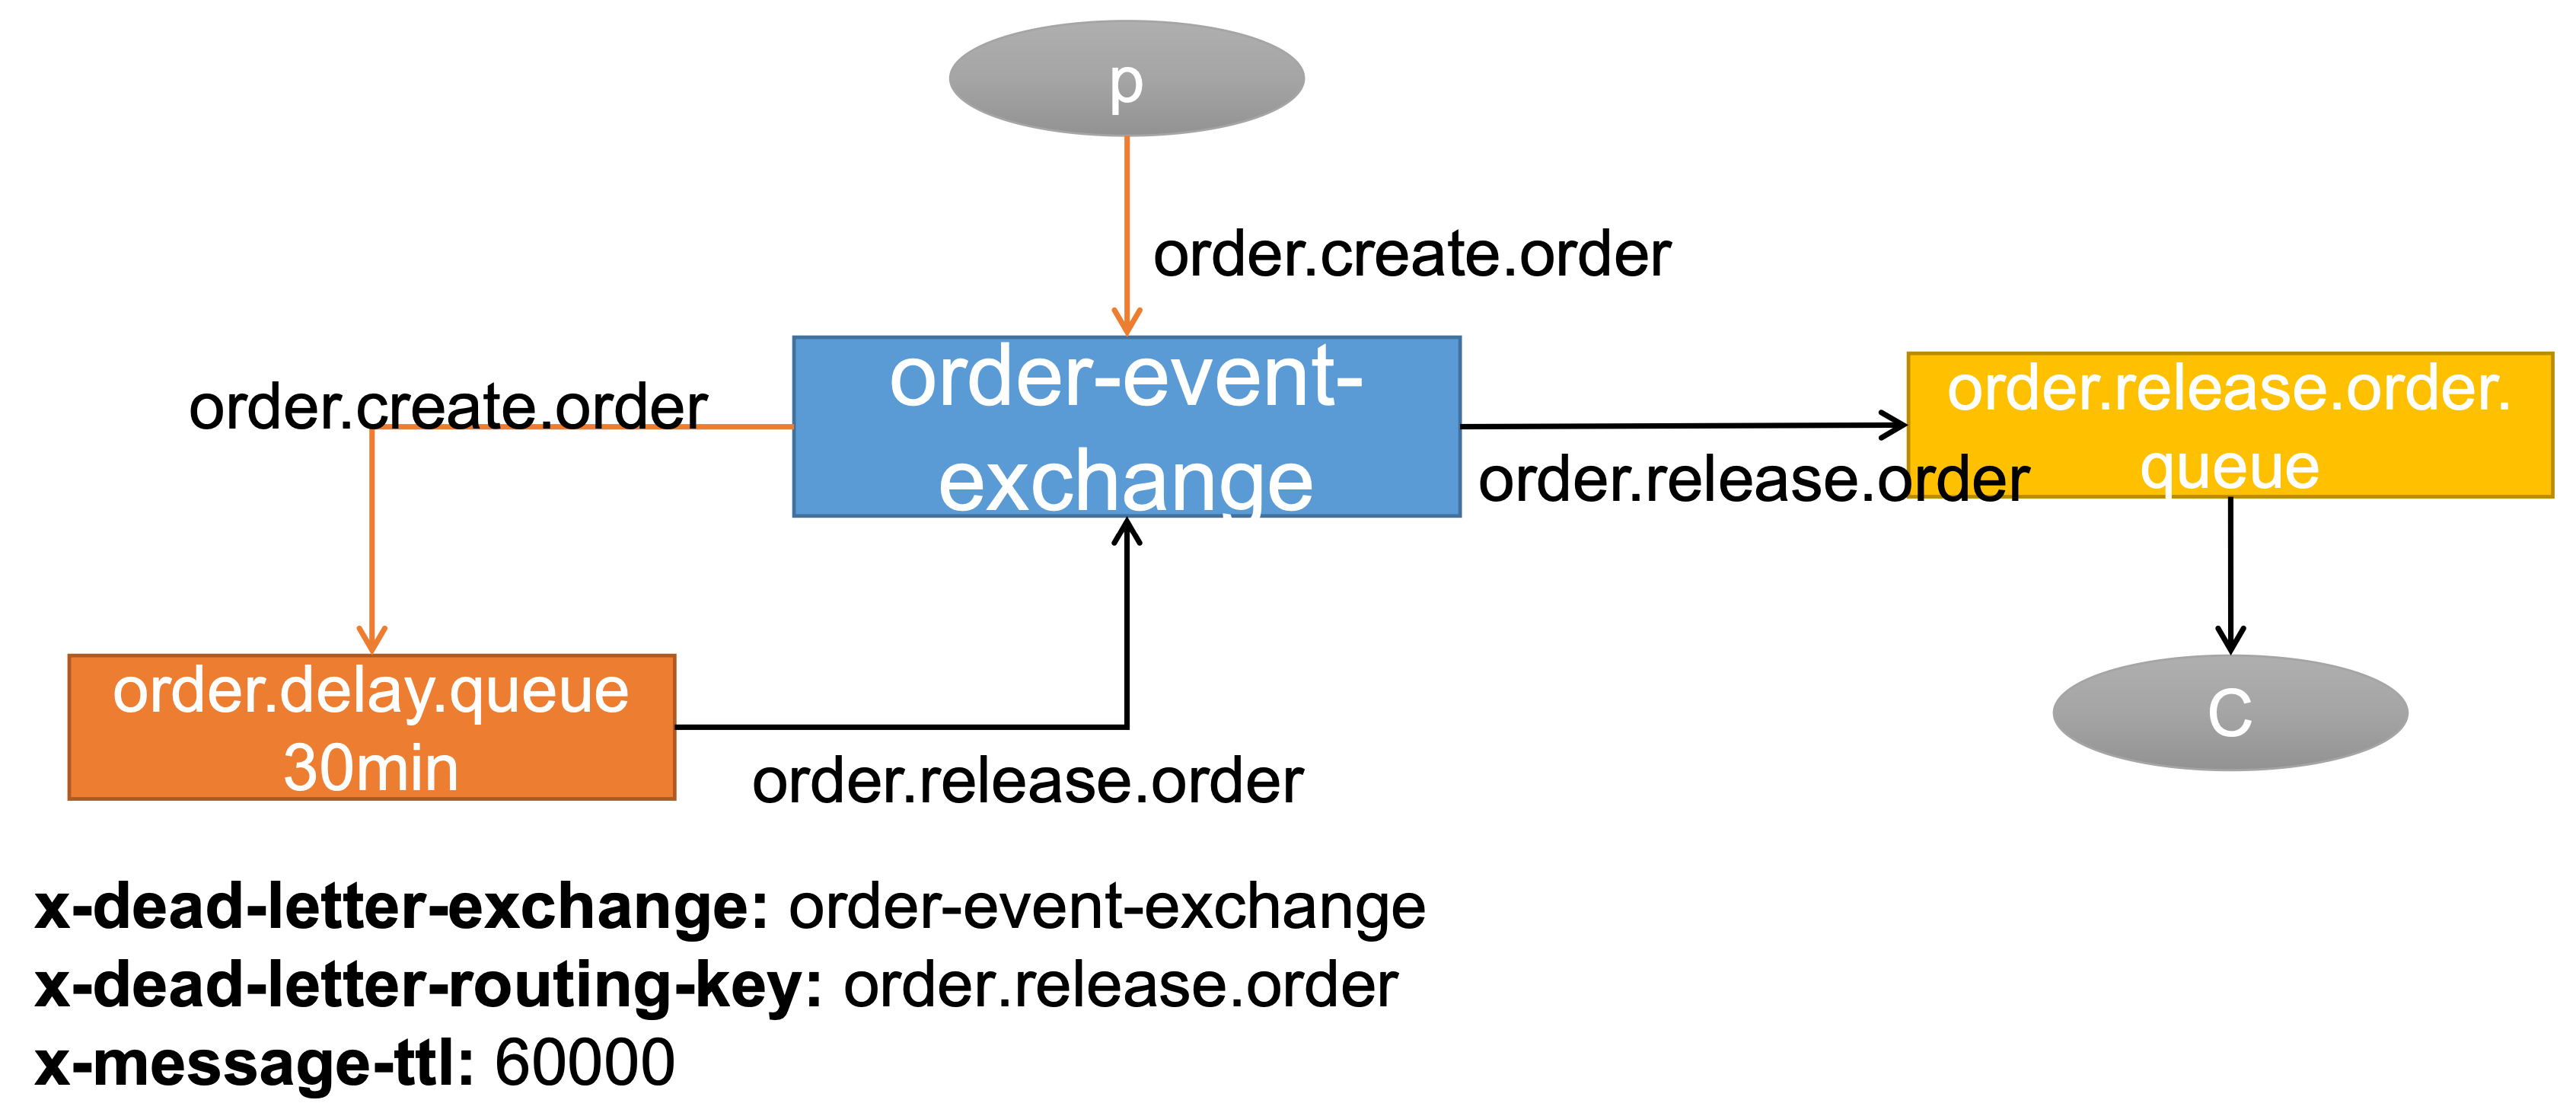 p
order.create.order
order.create.order
order-event-
exchange
order.release.order.
queue
order.release.order
order.delay.queue
30min
order.release.order
C
x-dead-letter-exchange: order-event-exchange
x-dead-letter-routing-key: order.release.order
x-message-ttl: 60000